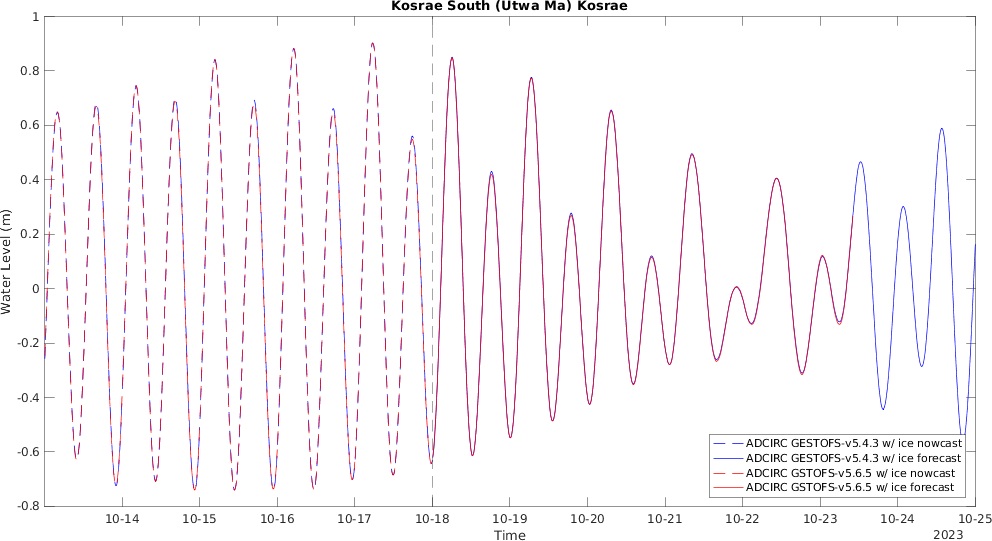 Kosrae South (Utwa Ma) Kosrae
1
0.8
0.6
0.4
0.2
0
-0.2
-0.4
-0.6
-0.8
Water Level (m)
ADCIRC GESTOFS-v5.4.3 w/ ice nowcast
ADCIRC GESTOFS-v5.4.3 w/ ice forecast
ADCIRC GSTOFS-v5.6.5 w/ ice nowcast
ADCIRC GSTOFS-v5.6.5 w/ ice forecast
10-14 10-15 10-16 10-17 10-18 10-19 10-20 10-21 10-22 10-23 10-24 10-25
Time
2023